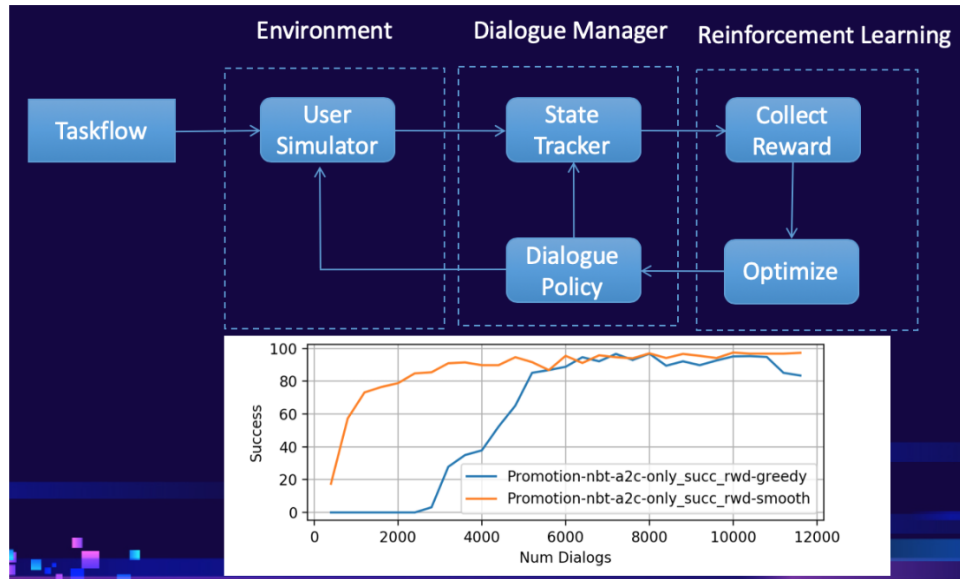 Environment
Dialogue Manager
Reinforcement Learning
Taskflow
User
Simulator
State
Tracker
Collect
Reward
Dialogue
Policy
Optimize
100
80
60
40
20
0
Success
Promotion-nbt-a2c-only_succ_rwd-greedy
Promotion-nbt-a2c-only_succ_rwd-smooth
0
2000
4000
6000
8000
10000
12000
Num Dialogs